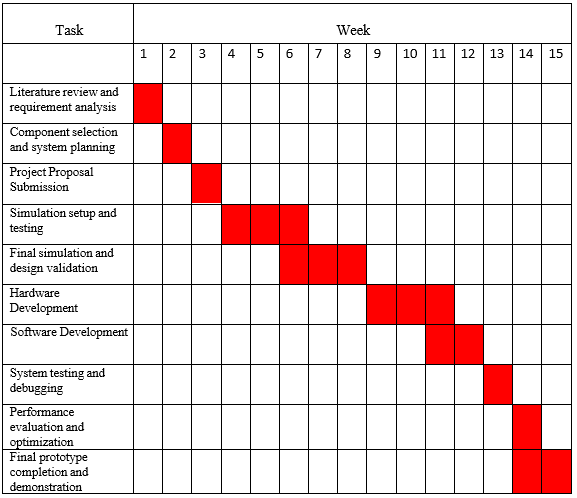 Task
Week
1 2 3 4 5 6 7 8 9 10 11 12 13 14 15
Literature review and
requirement analysis
Component selection
and system planning
Project Proposal
Submission
Simulation setup and
testing
Final simulation and
design validation
Hardware
Development
Software Development
System testing and
debugging
Performance
evaluation and
optimization
Final prototype
completion and
demonstration